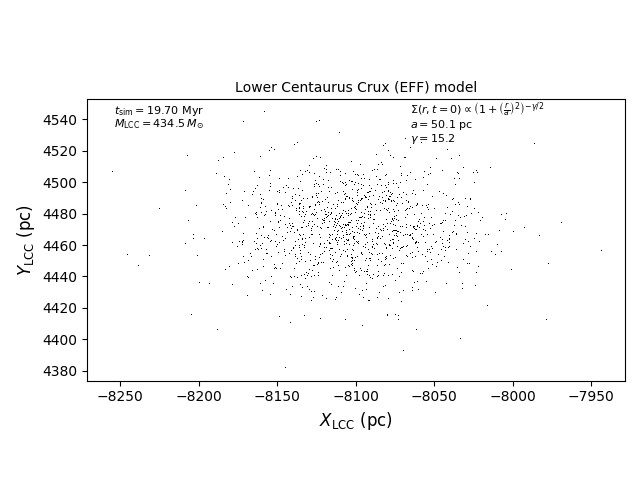 Lower Centaurus Crux (EFF) model
t_sim = 19.70 Myr
M_LCC = 434.5 M_⊙
Σ(r, t = 0) ∝ (1 + (r/a)^2)^{−γ/2}
a = 50.1 pc
γ = 15.2
4540
4520
4500
4480
4460
4440
4420
4400
4380
Y_LCC (pc)
−8250 −8200 −8150 −8100 −8050 −8000 −7950
X_LCC (pc)